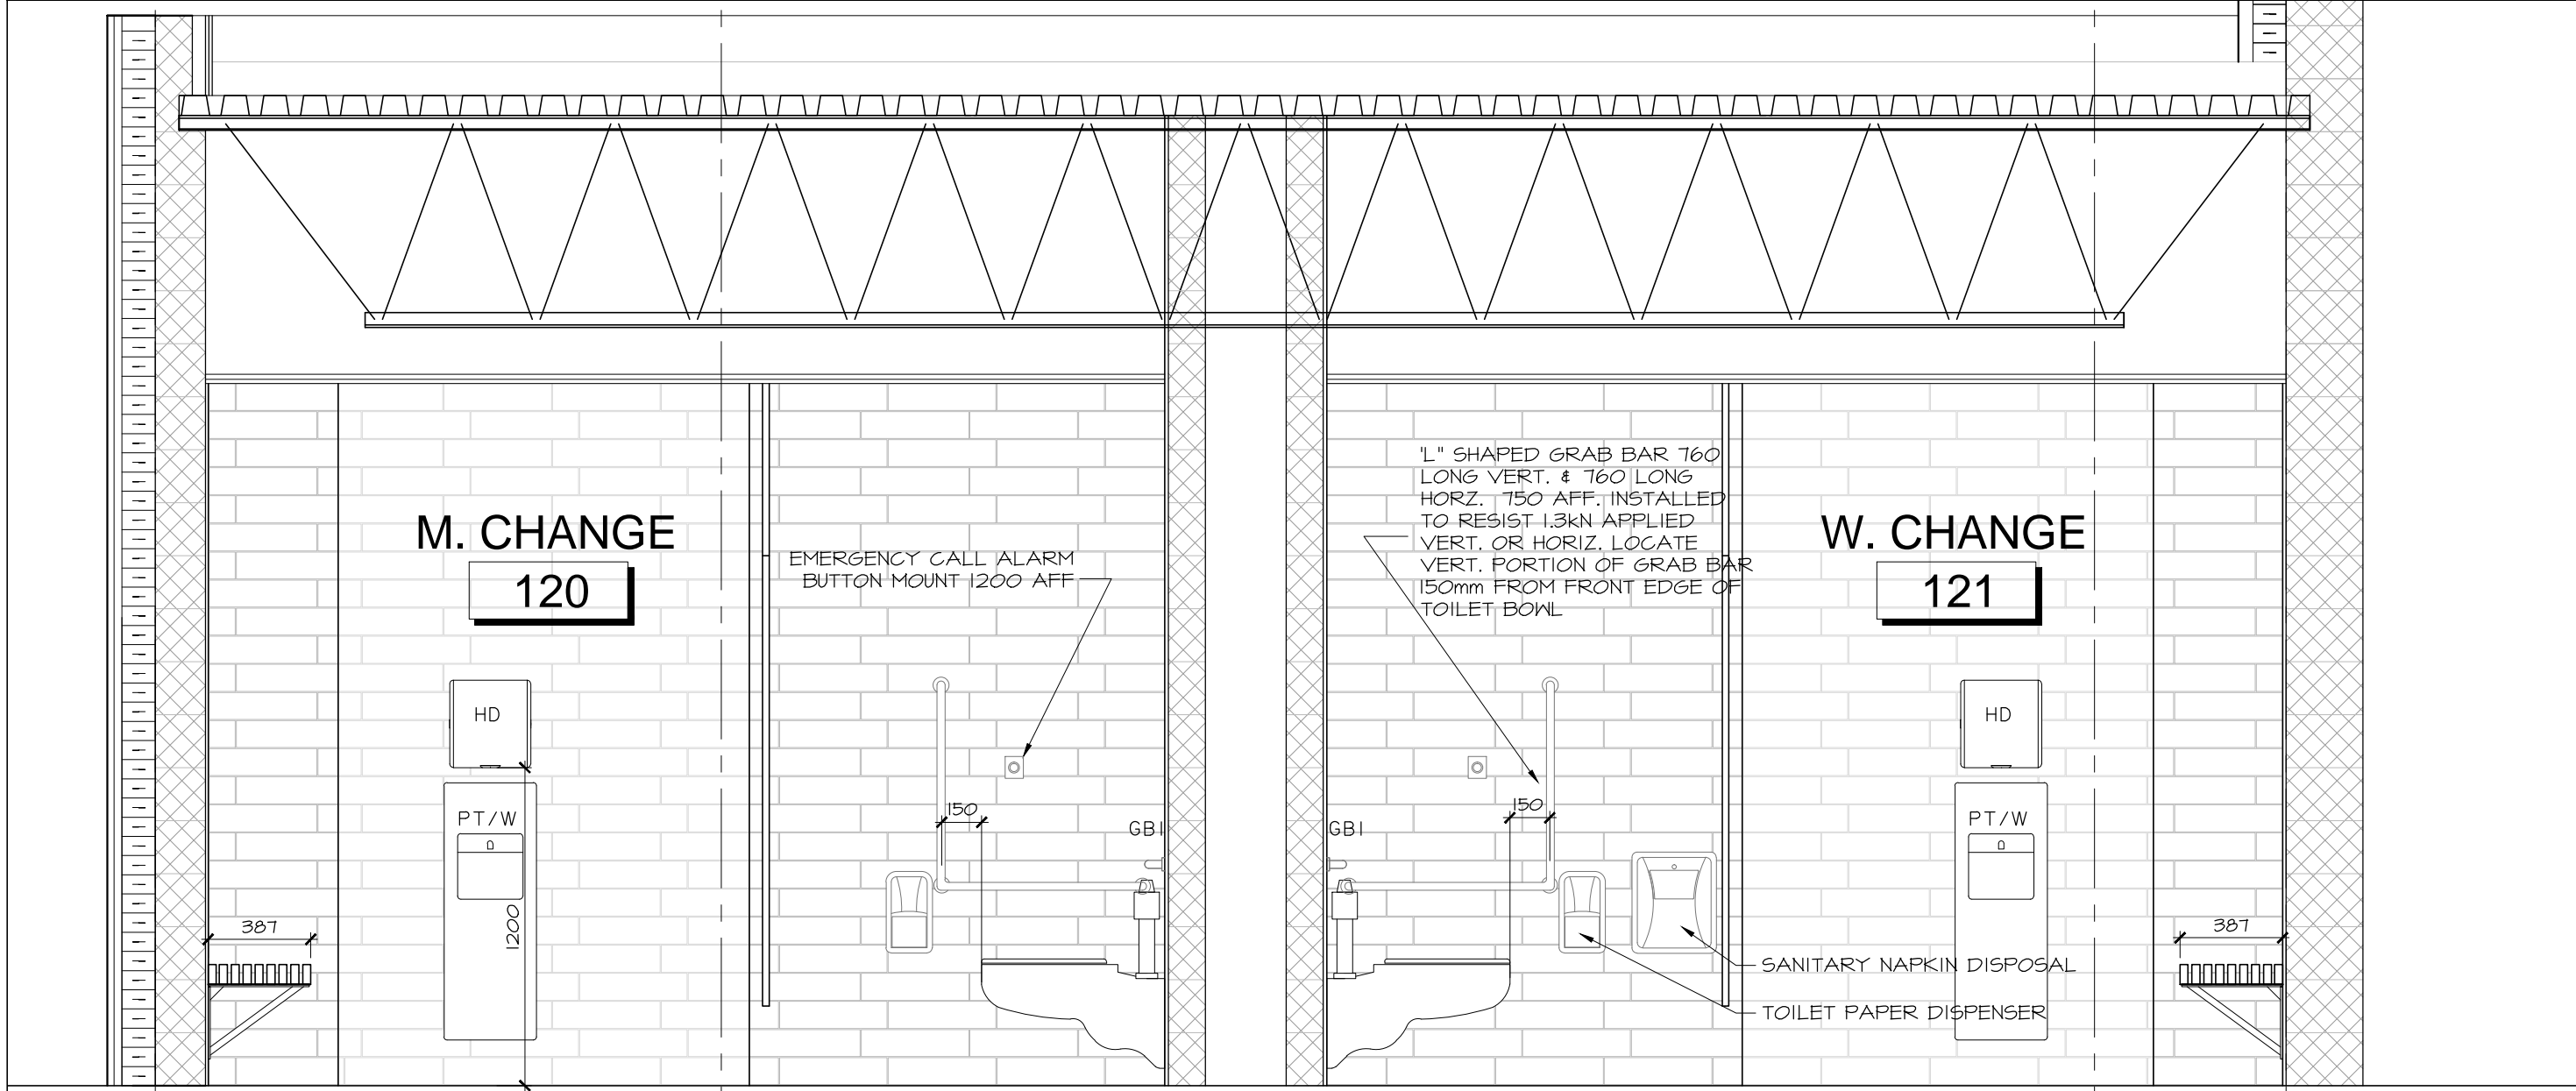 'L" SHAPED GRAB BAR 760
LONG VERT. & 760 LONG
HORZ. 750 AFF. INSTALLED
TO RESIST 1.3kN APPLIED
VERT. OR HORIZ. LOCATE
VERT. PORTION OF GRAB BAR
150mm FROM FRONT EDGE OF
TOILET BOWL
M. CHANGE
120
EMERGENCY CALL ALARM
BUTTON MOUNT 1200 AFF
W. CHANGE
121
HD
HD
PT/W
150
GB1
GB1
150
PT/W
387
1200
387
SANITARY NAPKIN DISPOSAL
TOILET PAPER DISPENSER